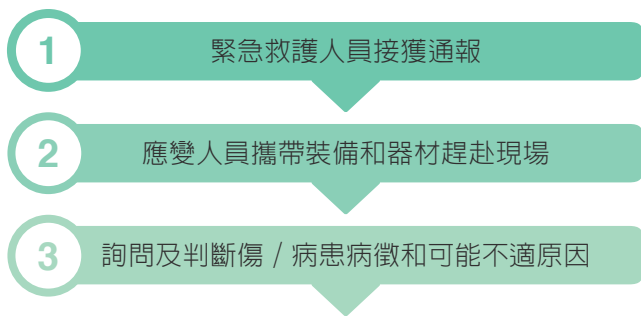 1 緊急救護人員接獲通報
2 應變人員攜帶裝備和器材趕赴現場
3 詢問及判斷傷 / 病患病徵和可能不適原因